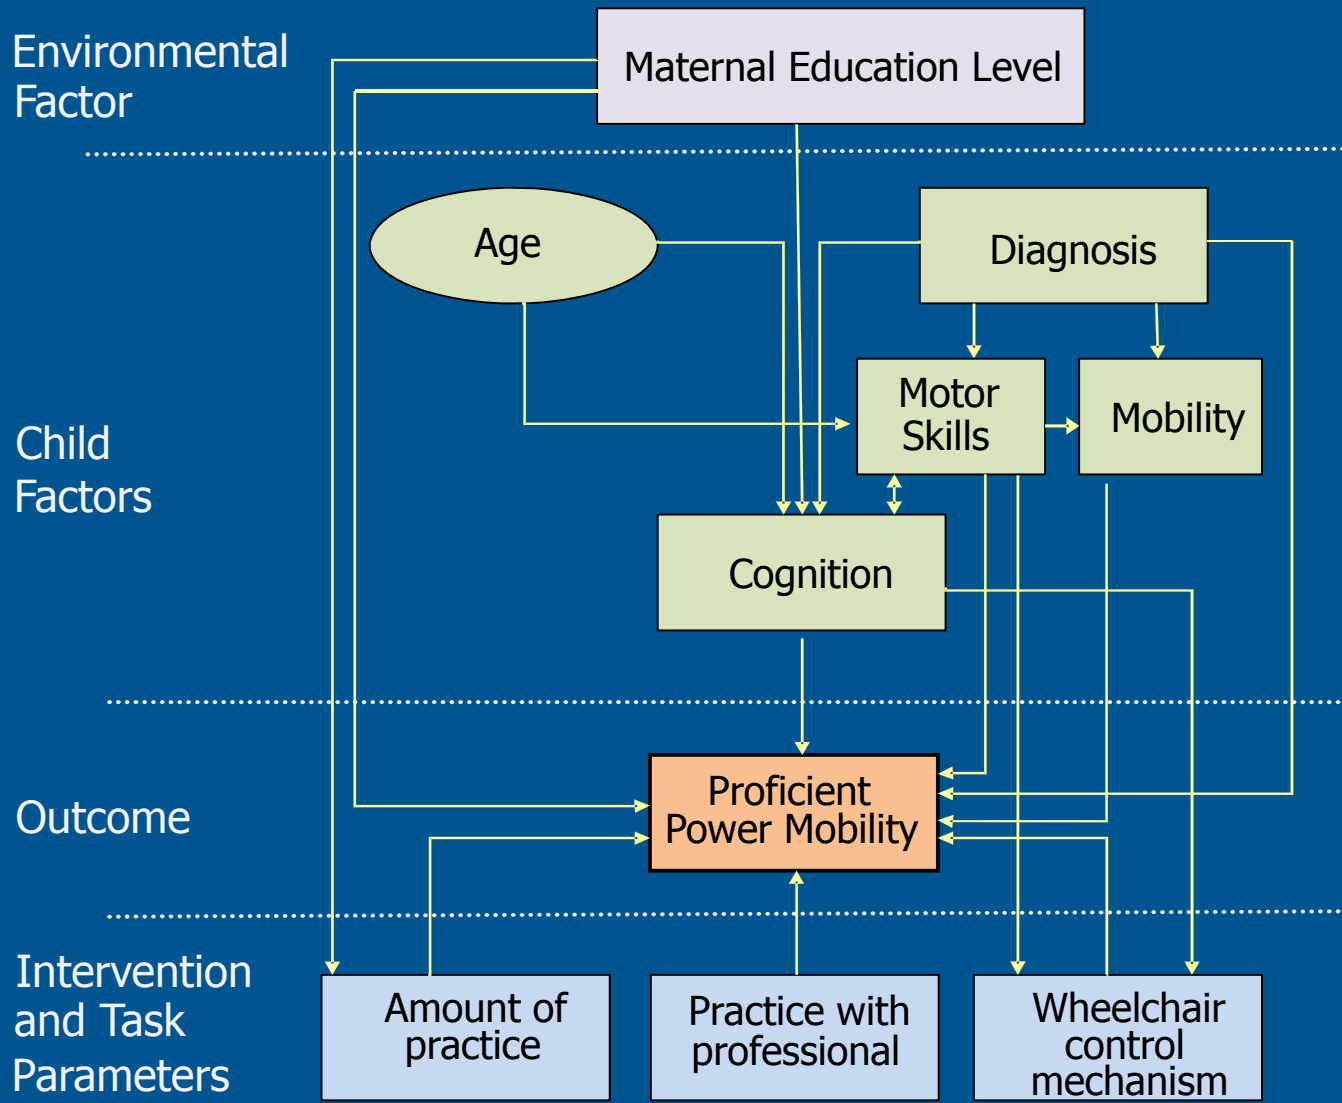 Environmental
Factor
Maternal Education Level
Age
Diagnosis
Child
Factors
Motor
Skills
Mobility
Cognition
Outcome
Proficient
Power Mobility
Intervention
and Task
Parameters
Amount of
practice
Practice with
professional
Wheelchair
control
mechanism